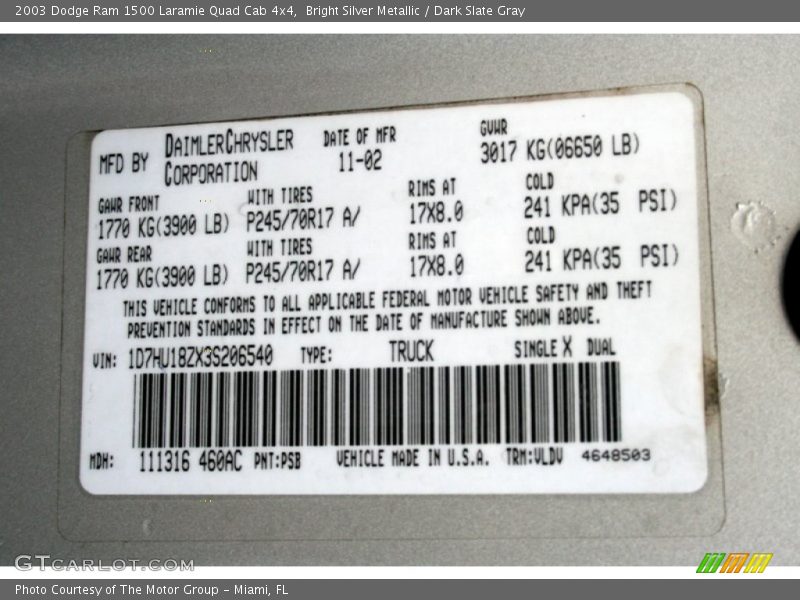 2003 Dodge Ram 1500 Laramie Quad Cab 4x4,  Bright Silver Metallic / Dark Slate Gray
MFD BY DAIMLERCHRYSLER CORPORATION DATE OF MFR 11-02 GVWR 3017 KG(06650 LB)
GAWR FRONT WITH TIRES RIMS AT COLD
1770 KG(3900 LB) P245/70R17 A/ 17X8.0 241 KPA(35 PSI)
GAWR REAR WITH TIRES RIMS AT COLD
1770 KG(3900 LB) P245/70R17 A/ 17X8.0 241 KPA(35 PSI)
THIS VEHICLE CONFORMS TO ALL APPLICABLE FEDERAL MOTOR VEHICLE SAFETY AND THEFT
PREVENTION STANDARDS IN EFFECT ON THE DATE OF MANUFACTURE SHOWN ABOVE.
VIN: 1D7HU18ZX3S206540 TYPE: TRUCK SINGLE X DUAL
MDH: 111316 460AC PNT:PSB VEHICLE MADE IN U.S.A. TRM:VLDV 4648503
GTCarLot.com
Photo Courtesy of The Motor Group - Miami, FL